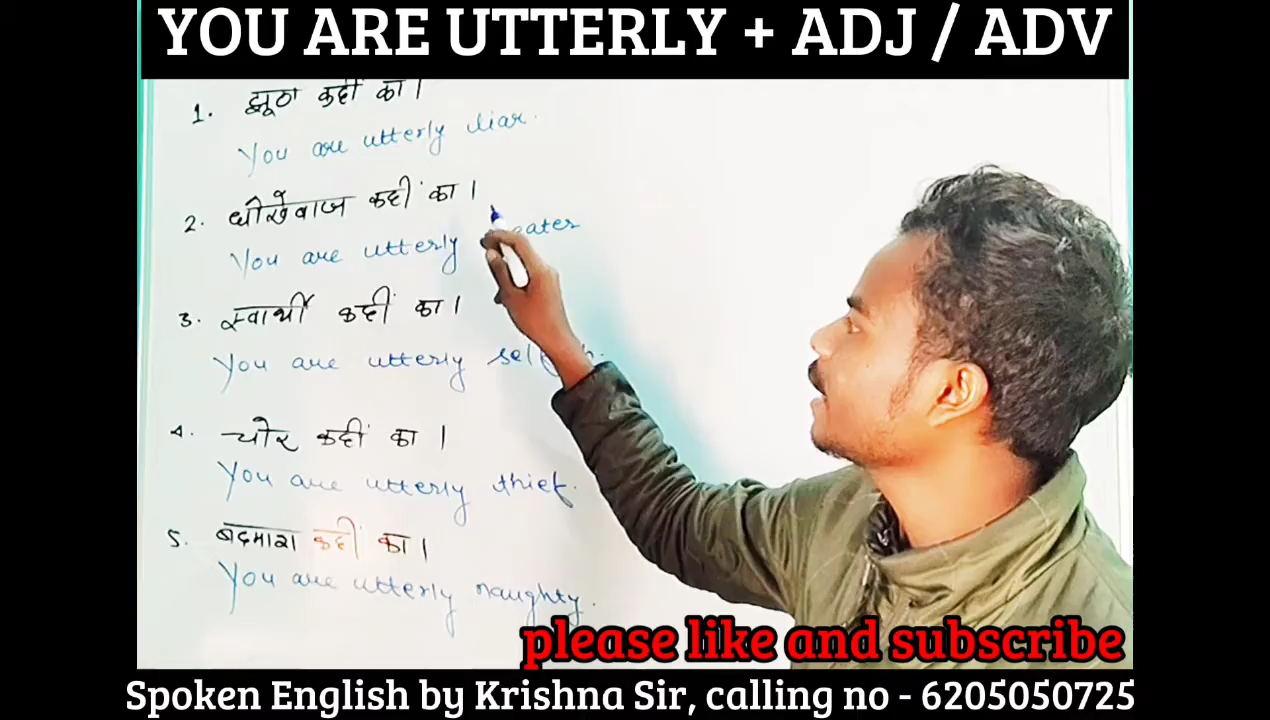 YOU ARE UTTERLY + ADJ / ADV
1. झूठा कहीं का।
You are utterly liar.
2. धोखेबाज कहीं का।
You are utterly
3. स्वार्थी कहीं का।
You are utterly
4. चोर कहीं का।
You are utterly thief.
5. बदमाश कहीं का।
You are utterly naughty.
please like and subscribe
Spoken English by Krishna Sir, calling no - 6205050725